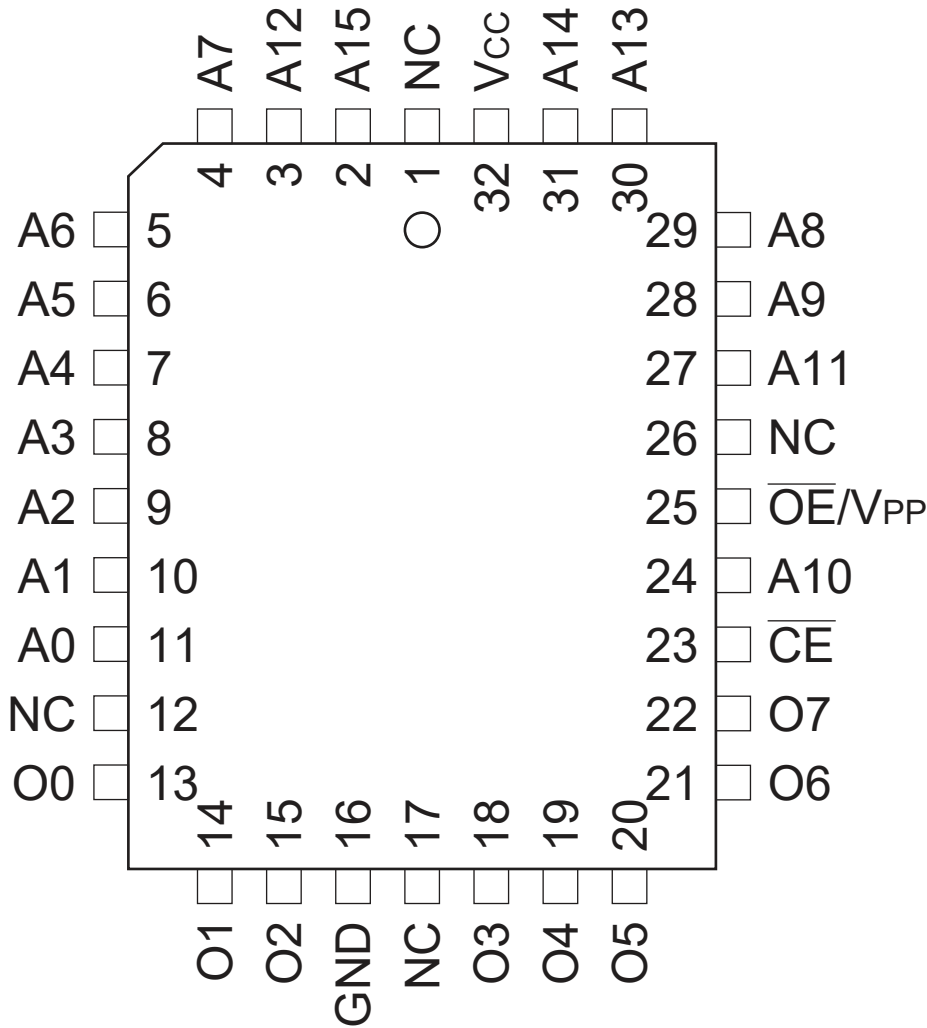 A7 A12 A15 NC VCC A14 A13
4 3 2 1 32 31 30
A6 5 29 A8
A5 6 28 A9
A4 7 27 A11
A3 8 26 NC
A2 9 25 O̅E̅/VPP
A1 10 24 A10
A0 11 23 C̅E̅
NC 12 22 O7
O0 13 21 O6
14 15 16 17 18 19 20
O1 O2 GND NC O3 O4 O5